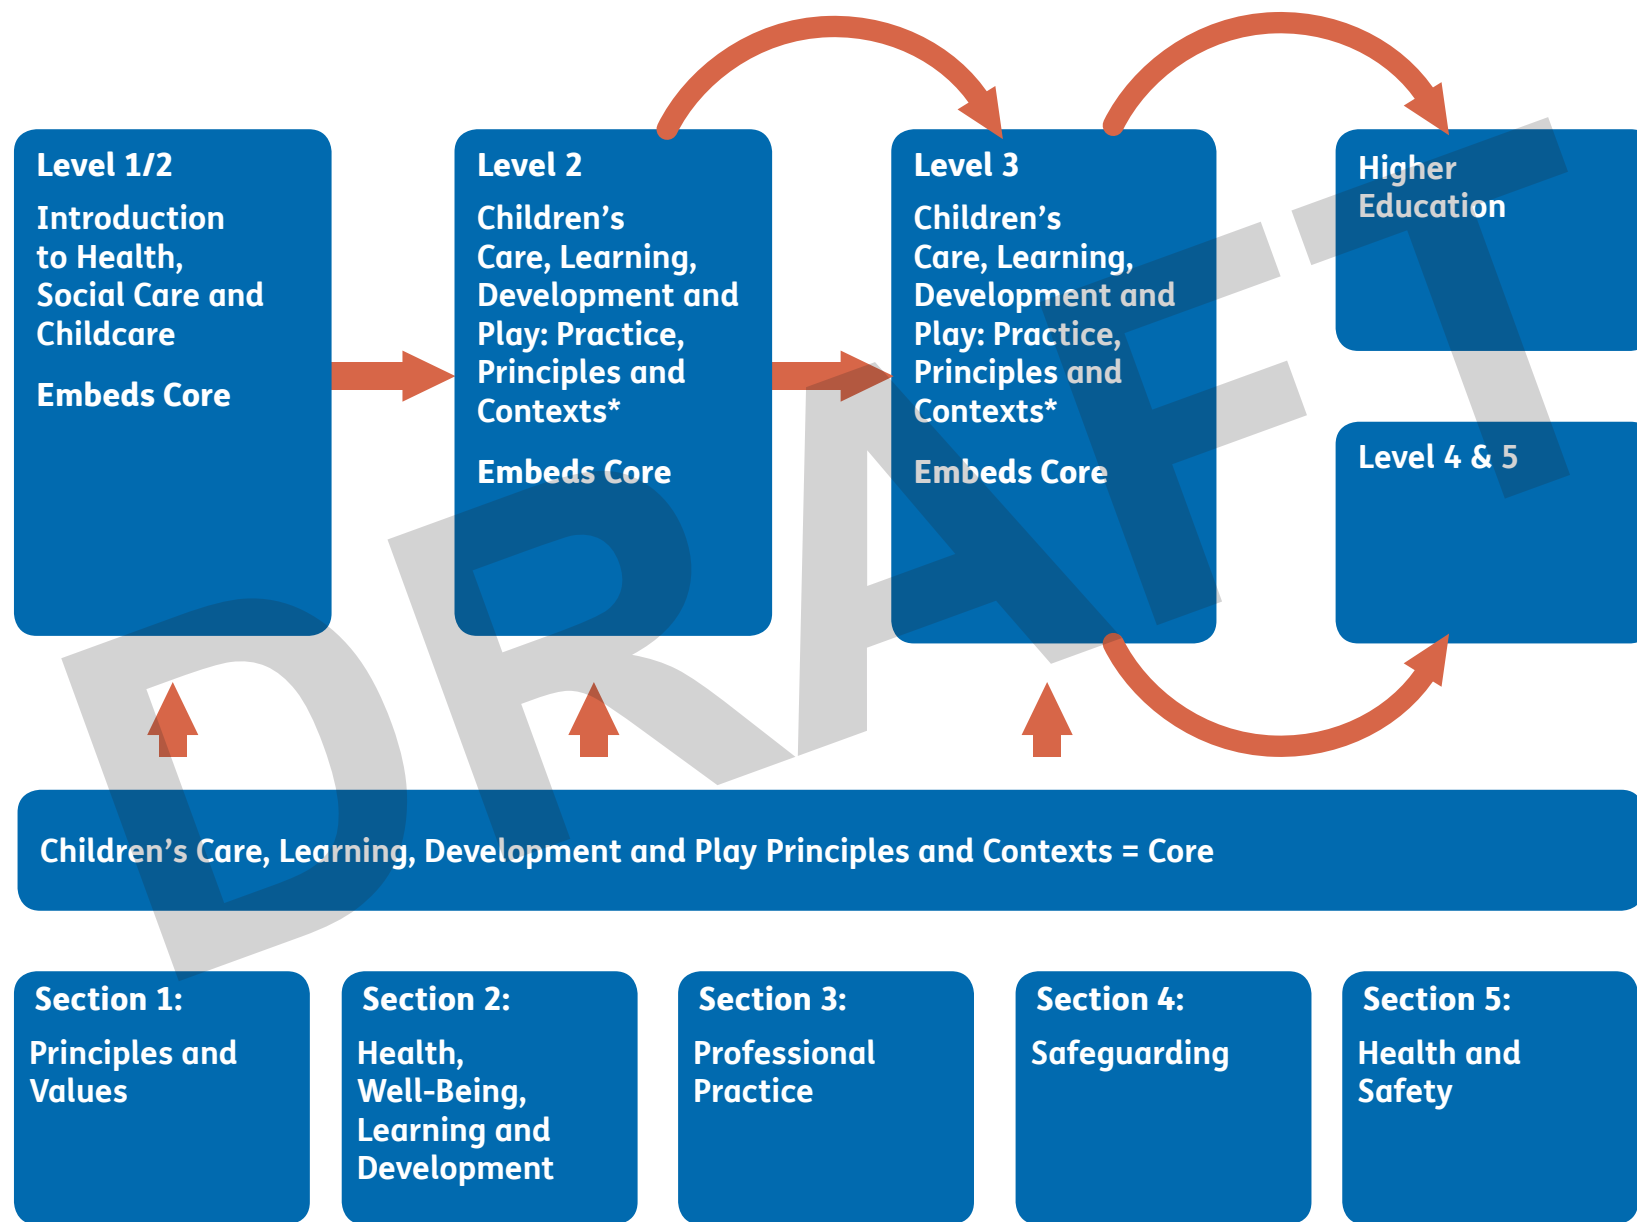 Level 1/2
Introduction
to Health,
Social Care and
Childcare
Embeds Core
Level 2
Children’s
Care, Learning,
Development and
Play: Practice,
Principles and
Contexts*
Embeds Core
Level 3
Children’s
Care, Learning,
Development and
Play: Practice,
Principles and
Contexts*
Embeds Core
Higher
Education
Level 4 & 5
Children’s Care, Learning, Development and Play Principles and Contexts = Core
Section 1:
Principles and
Values
Section 2:
Health,
Well-Being,
Learning and
Development
Section 3:
Professional
Practice
Section 4:
Safeguarding
Section 5:
Health and
Safety
DRAFT